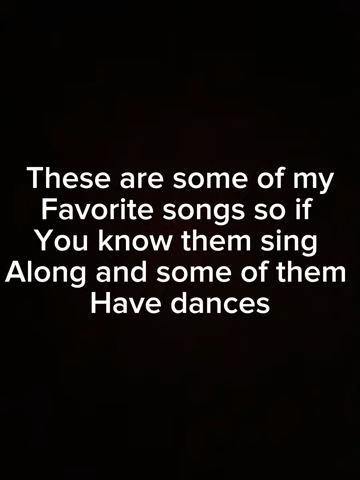 These are some of my
Favorite songs so if
You know them sing
Along and some of them
Have dances